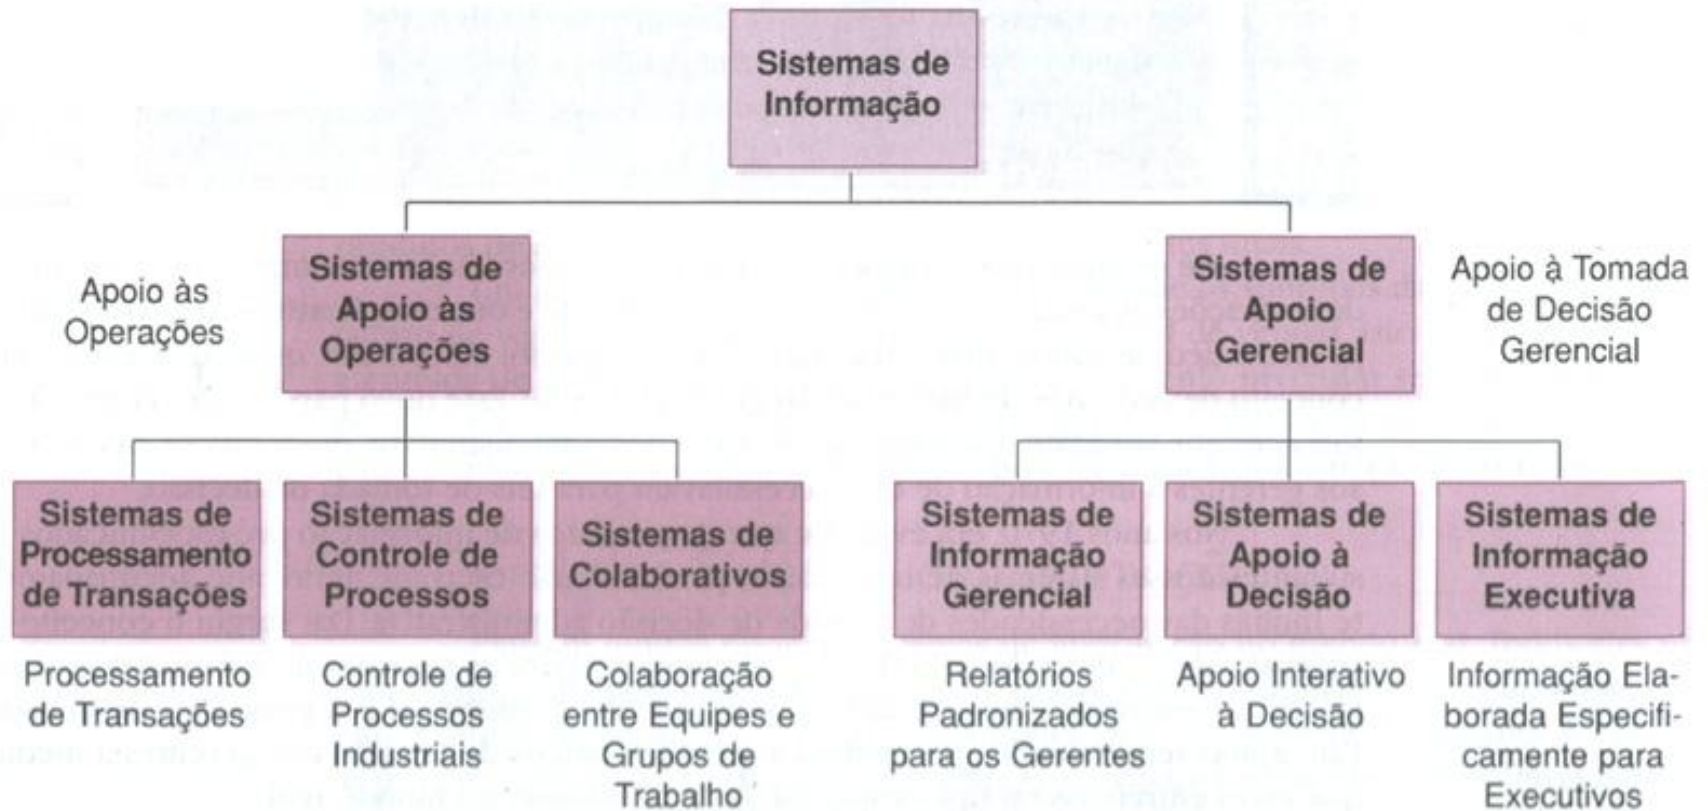 Sistemas de
Informação
Apoio às
Operações
Sistemas de
Apoio às
Operações
Sistemas de
Apoio
Gerencial
Apoio à Tomada
de Decisão
Gerencial
Sistemas de
Processamento
de Transações
Sistemas de
Controle de
Processos
Sistemas de
Colaborativos
Sistemas de
Informação
Gerencial
Sistemas de
Apoio à
Decisão
Sistemas de
Informação
Executiva
Processamento
de Transações
Controle de
Processos
Industriais
Colaboração
entre Equipes e
Grupos de
Trabalho
Relatórios
Padronizados
para os Gerentes
Apoio Interativo
à Decisão
Informação Ela-
borada Especifi-
camente para
Executivos